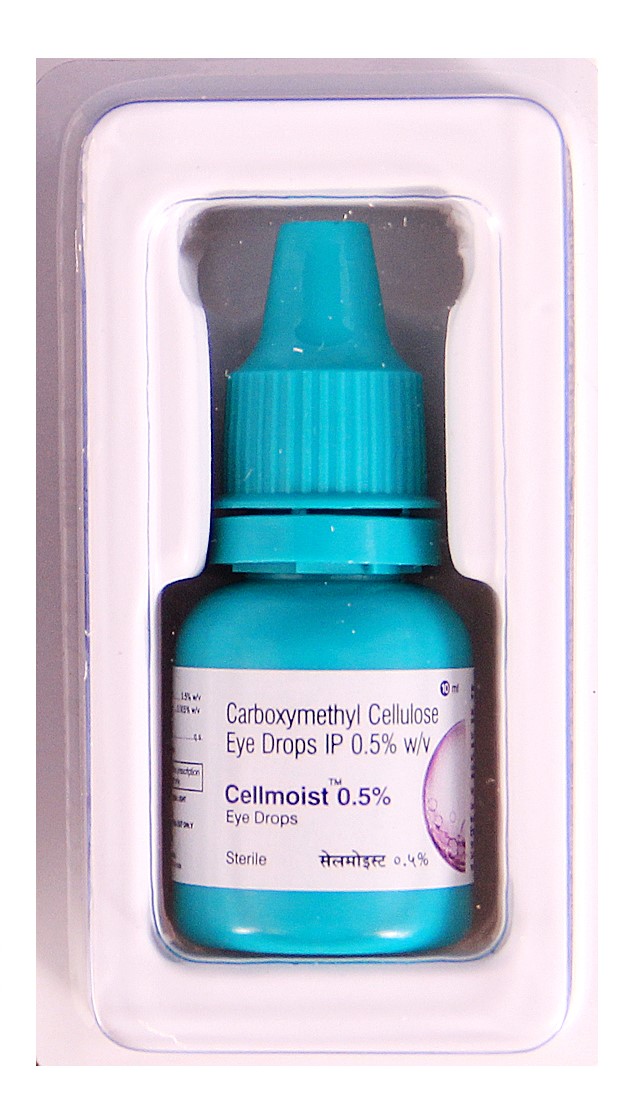 10 ml
Carboxymethyl Cellulose
Eye Drops IP 0.5% w/v
Cellmoist™ 0.5%
Eye Drops
Sterile सेलमोइस्ट ०.५%
w/v
w/v
q.s.